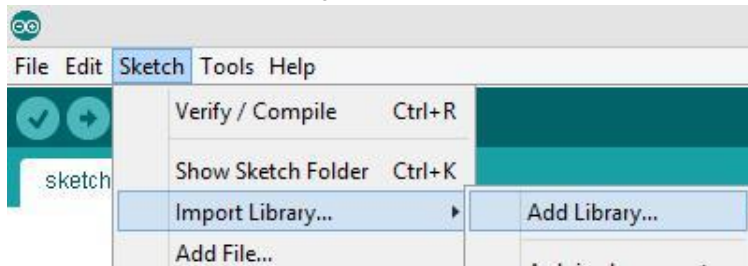 File Edit Sketch Tools Help
Verify / Compile Ctrl+R
sketch
Show Sketch Folder Ctrl+K
Import Library...
Add Library...
Add File...